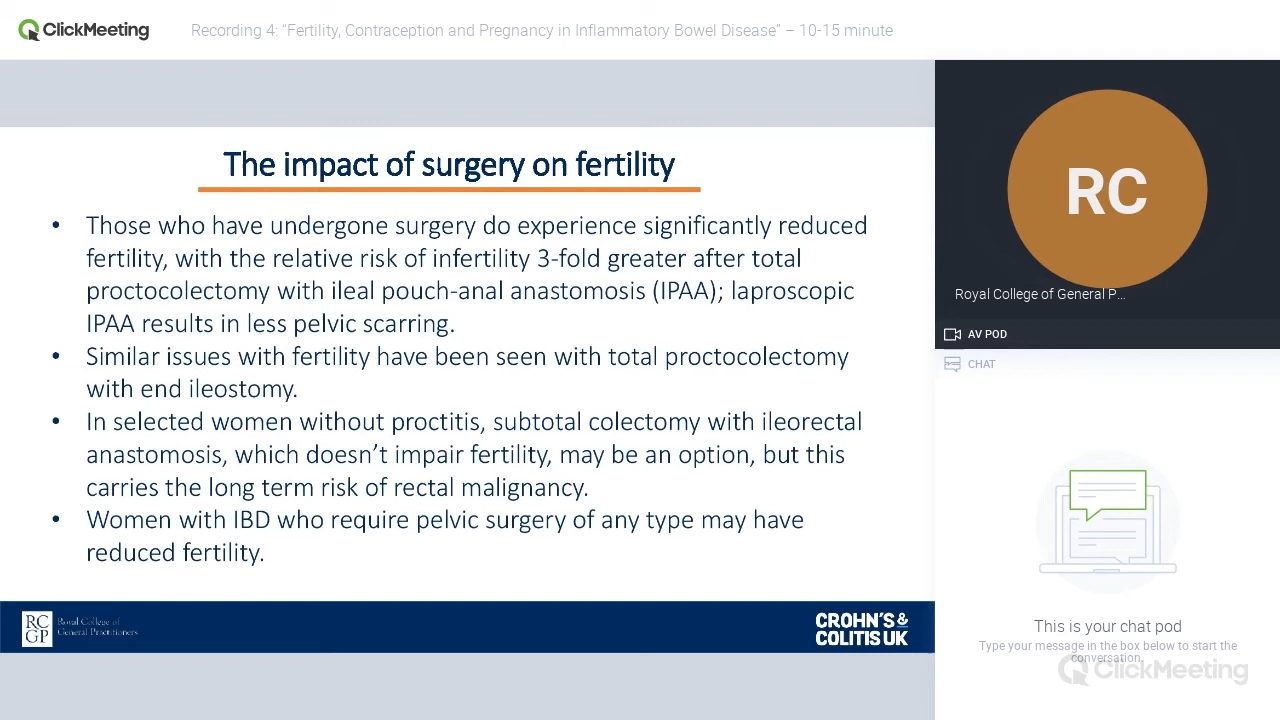 ClickMeeting
Recording 4: “Fertility, Contraception and Pregnancy in Inflammatory Bowel Disease” – 10-15 minute
The impact of surgery on fertility
• Those who have undergone surgery do experience significantly reduced
fertility, with the relative risk of infertility 3-fold greater after total
proctocolectomy with ileal pouch-anal anastomosis (IPAA); laproscopic
IPAA results in less pelvic scarring.
• Similar issues with fertility have been seen with total proctocolectomy
with end ileostomy.
• In selected women without proctitis, subtotal colectomy with ileorectal
anastomosis, which doesn’t impair fertility, may be an option, but this
carries the long term risk of rectal malignancy.
• Women with IBD who require pelvic surgery of any type may have
reduced fertility.
RC
GP
Royal College of
General Practitioners
CROHN’S &
COLITIS UK
RC
Royal College of General P...
AV POD
CHAT
This is your chat pod
Type your message in the box below to start the
conversation.
ClickMeeting